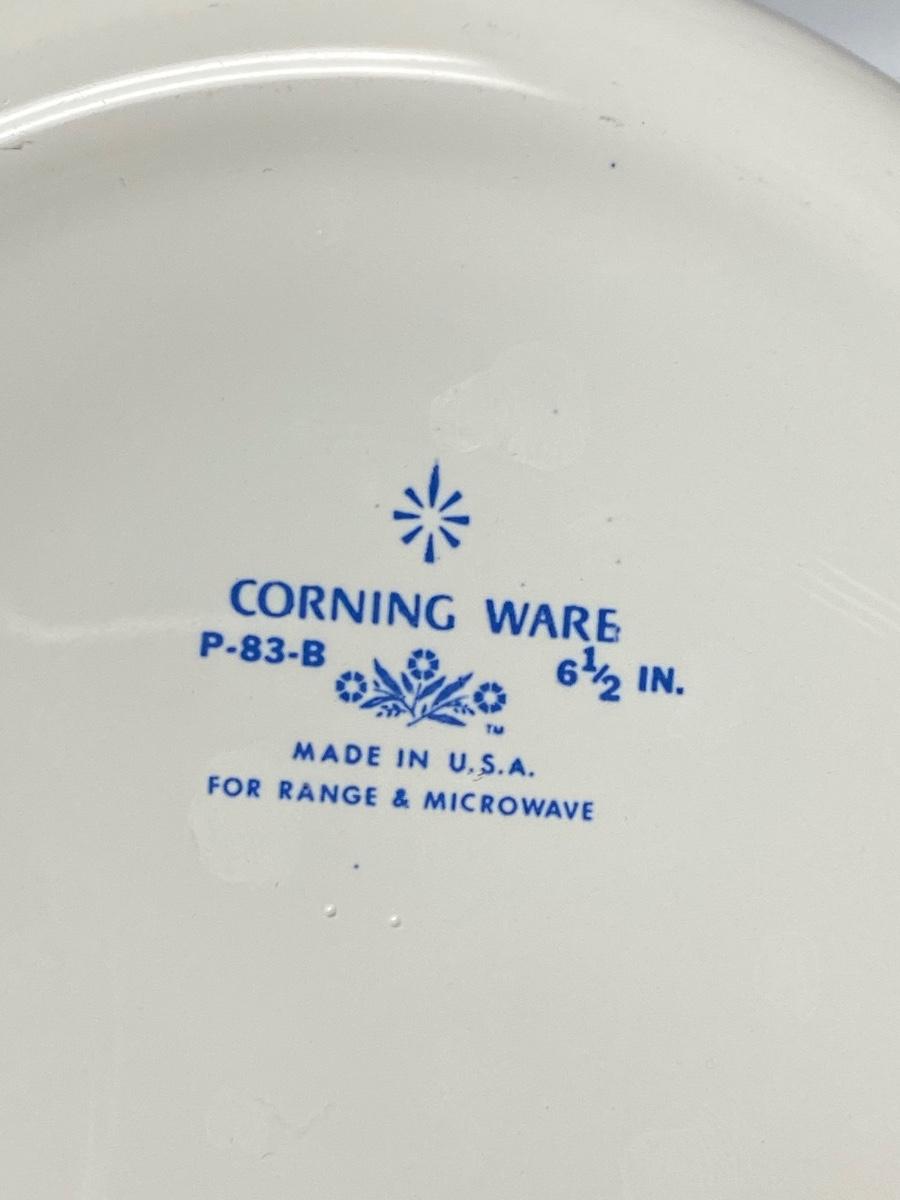 CORNING WARE
P-83-B 6½ IN.
TM
MADE IN U.S.A.
FOR RANGE & MICROWAVE